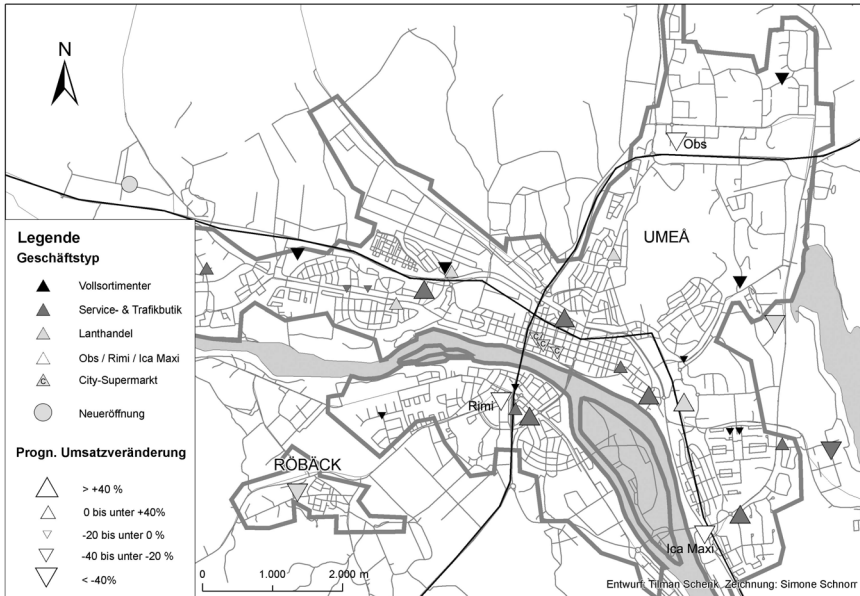 N
Obs
UMEÅ
Legende
Geschäftstyp
Vollsortimenter
Service- & Trafikbutik
Lanthandel
Obs / Rimi / Ica Maxi
C City-Supermarkt
Neueröffnung
Progn. Umsatzveränderung
> +40 %
0 bis unter +40%
-20 bis unter 0 %
-40 bis unter -20 %
< -40%
C C C
Rimi
RÖBÄCK
Ica Maxi
0 1.000 2.000 m
Entwurf: Tilman Schenk Zeichnung: Simone Schnorr